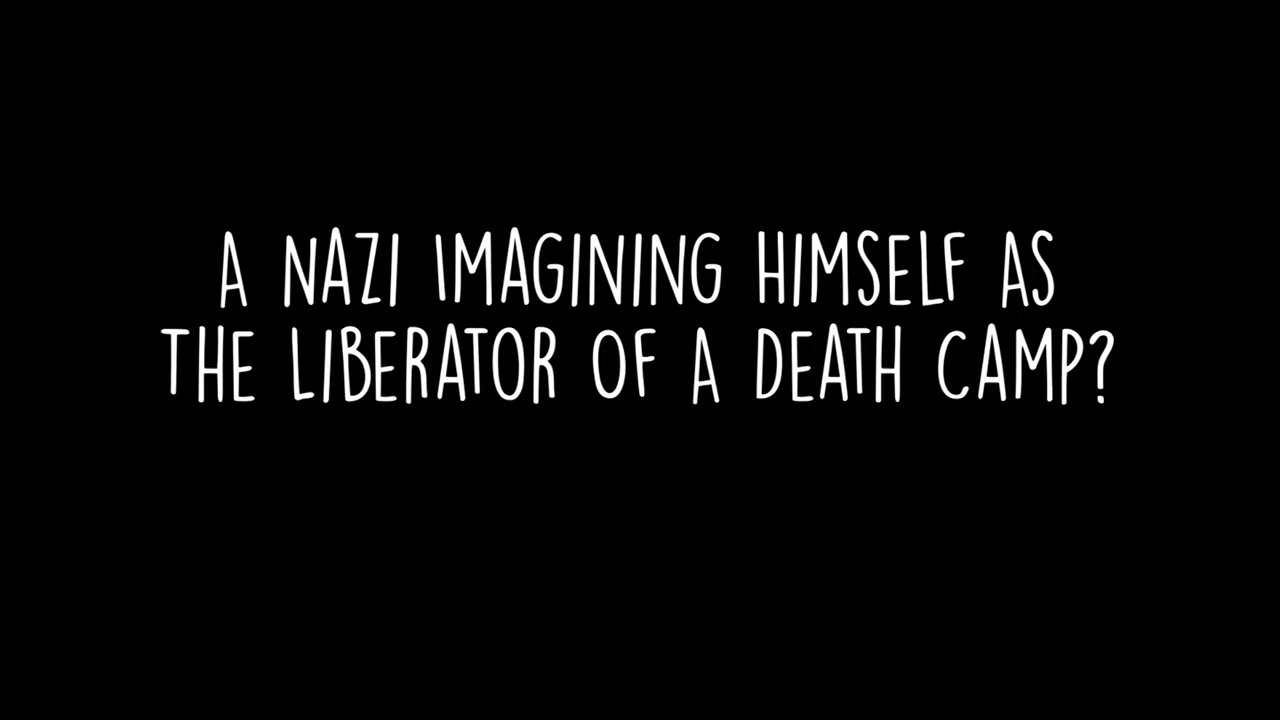 A NAZI IMAGINING HIMSELF AS
THE LIBERATOR OF A DEATH CAMP?